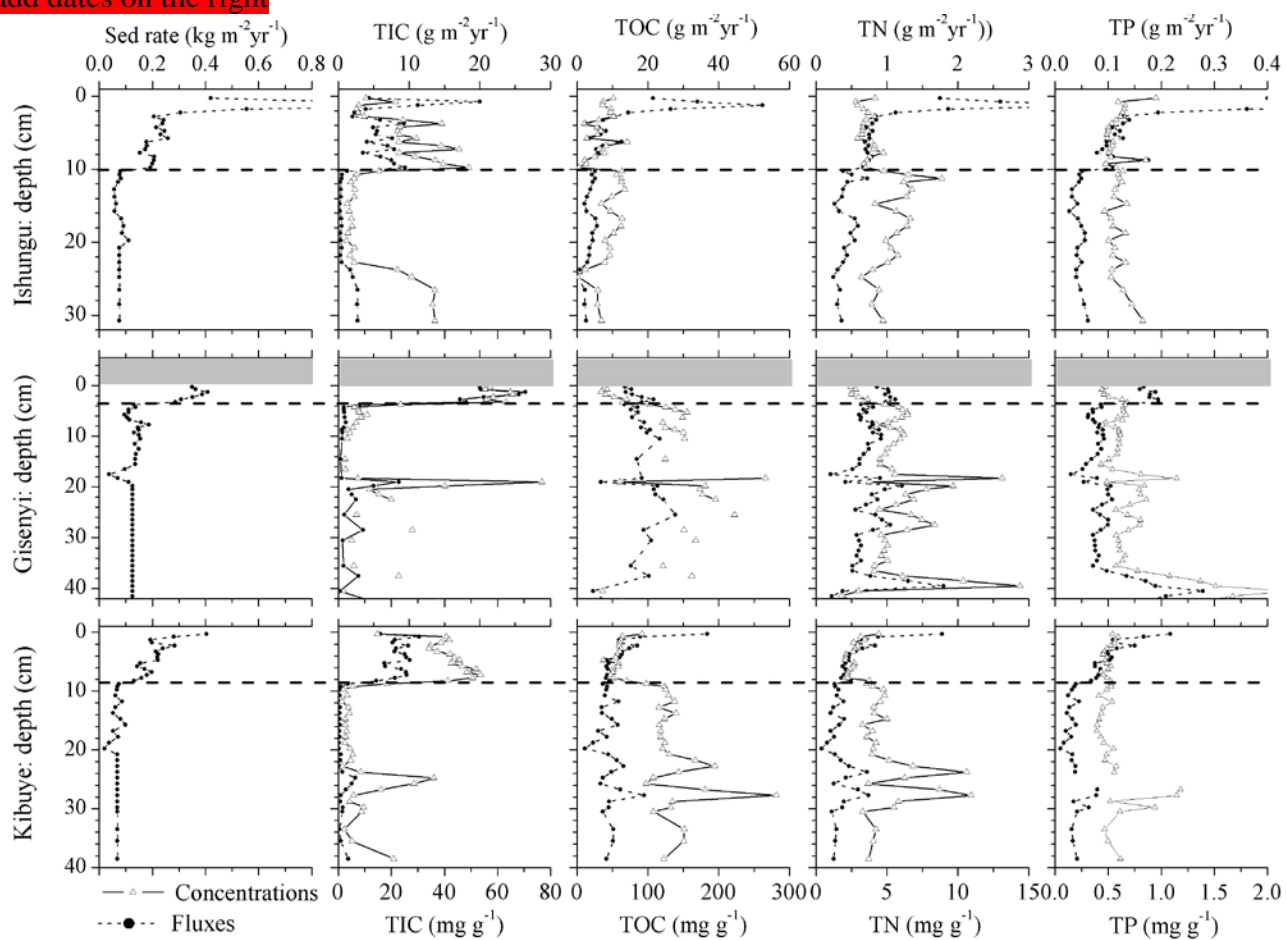 add dates on the right
Sed rate (kg m-2yr-1) TIC (g m-2yr-1) TOC (g m-2yr-1) TN (g m-2yr-1)) TP (g m-2yr-1)
0.0 0.2 0.4 0.6 0.8 0 10 20 30 0 20 40 60 0 1 2 3 0.0 0.1 0.2 0.3 0.4
Ishungu: depth (cm)
0
10
20
30
Gisenyi: depth (cm)
0
10
20
30
40
Kibuye: depth (cm)
0
10
20
30
40
0 20 40 60 80 0 100 200 300 0 5 10 15 0.0 0.5 1.0 1.5 2.0
Concentrations
Fluxes
TIC (mg g-1) TOC (mg g-1) TN (mg g-1) TP (mg g-1)